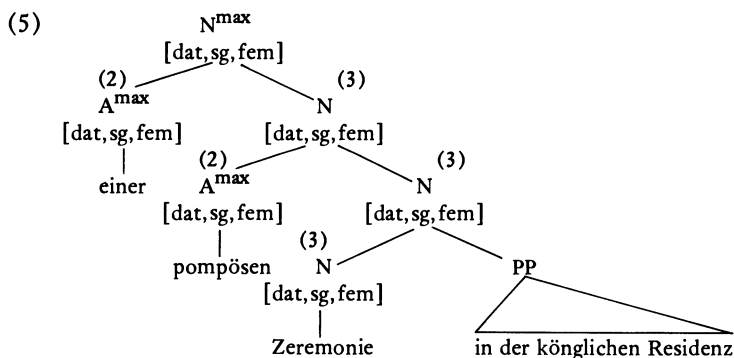 (5)
N^max
[dat,sg,fem]
(2) (3)
A^max N
[dat,sg,fem] [dat,sg,fem]
einer
(2) (3)
A^max N
[dat,sg,fem] [dat,sg,fem]
pompösen
(3)
N PP
[dat,sg,fem]
Zeremonie in der könglichen Residenz